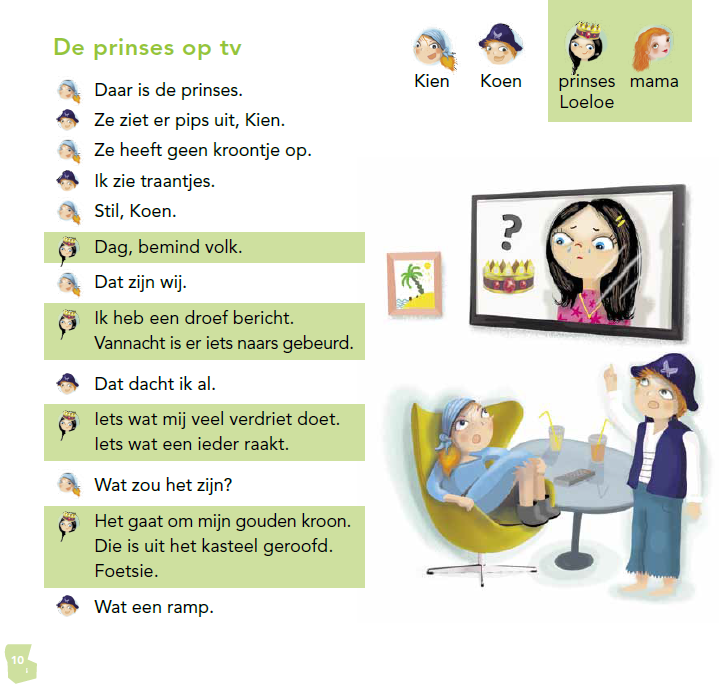 De prinses op tv
Kien
Koen
prinses
Loeloe
mama
Daar is de prinses.
Ze ziet er pips uit, Kien.
Ze heeft geen kroontje op.
Ik zie traantjes.
Stil, Koen.
Dag, bemind volk.
Dat zijn wij.
Ik heb een droef bericht.
Vannacht is er iets naars gebeurd.
Dat dacht ik al.
Iets wat mij veel verdriet doet.
Iets wat een ieder raakt.
Wat zou het zijn?
Het gaat om mijn gouden kroon.
Die is uit het kasteel geroofd.
Foetsie.
Wat een ramp.
?
10